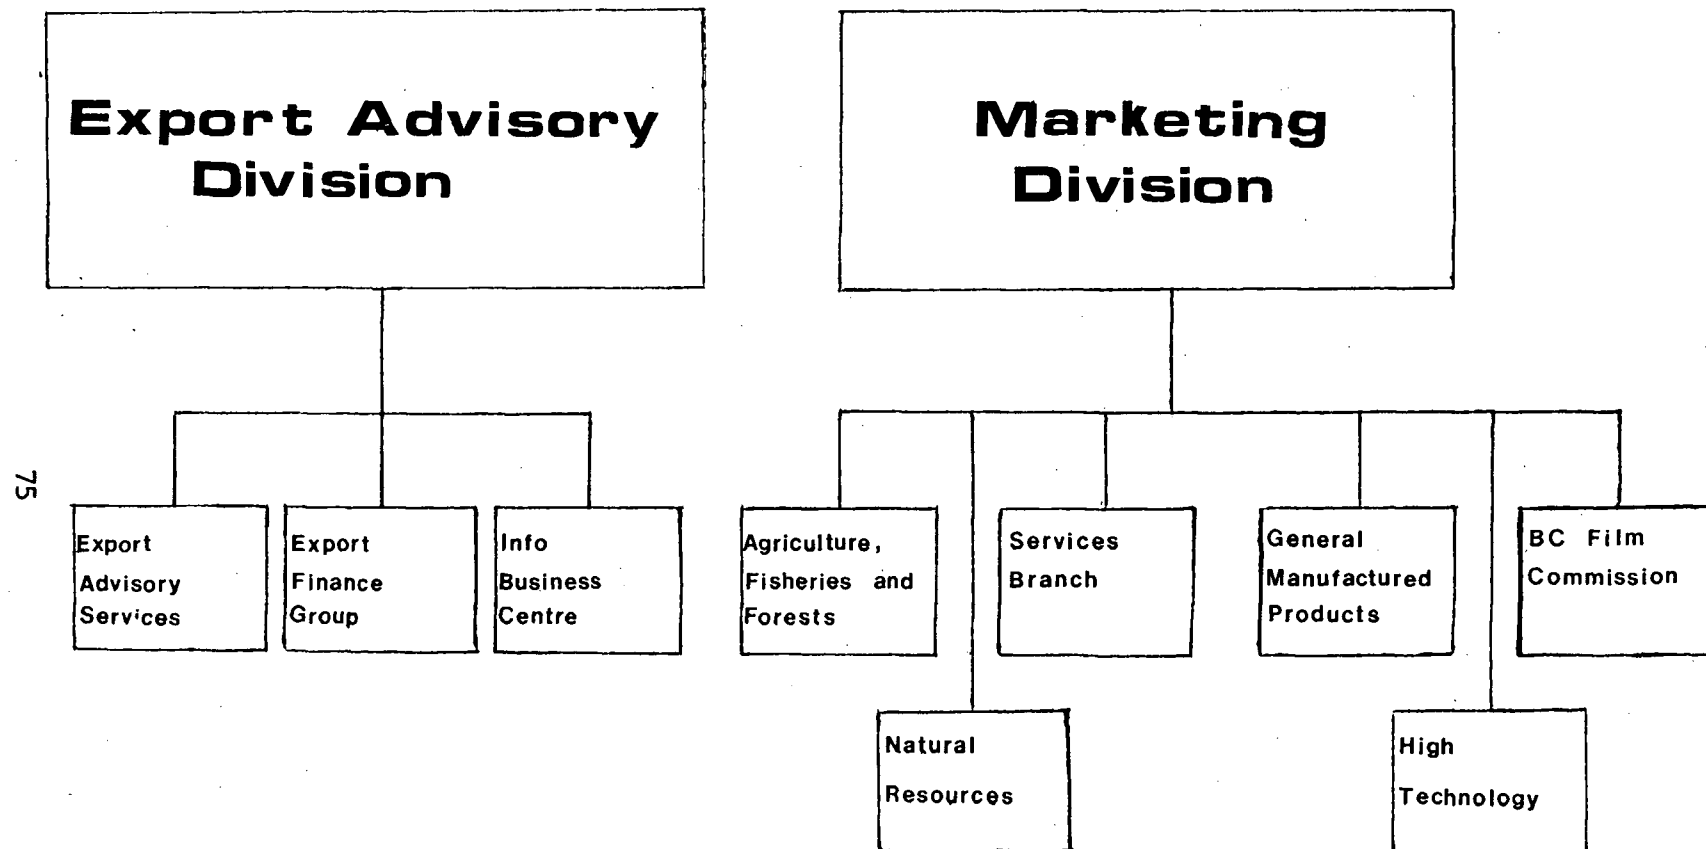 Export Advisory
Division
Marketing
Division
75
Export
Advisory
Services
Export
Finance
Group
Info
Business
Centre
Agriculture,
Fisheries and
Forests
Services
Branch
General
Manufactured
Products
BC Film
Commission
Natural
Resources
High
Technology